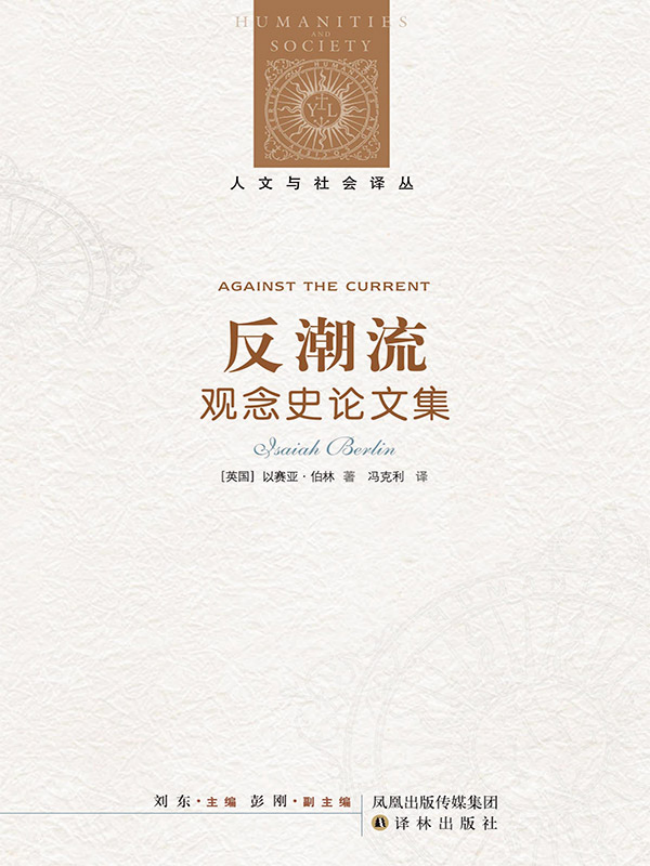 HUMANITIES
AND
SOCIETY
Y L
人文与社会译丛
AGAINST THE CURRENT
反潮流
观念史论文集
Isaiah Berlin
[英国] 以赛亚·伯林 著 冯克利 译
刘东·主编 彭刚·副主编
凤凰出版传媒集团
译林出版社